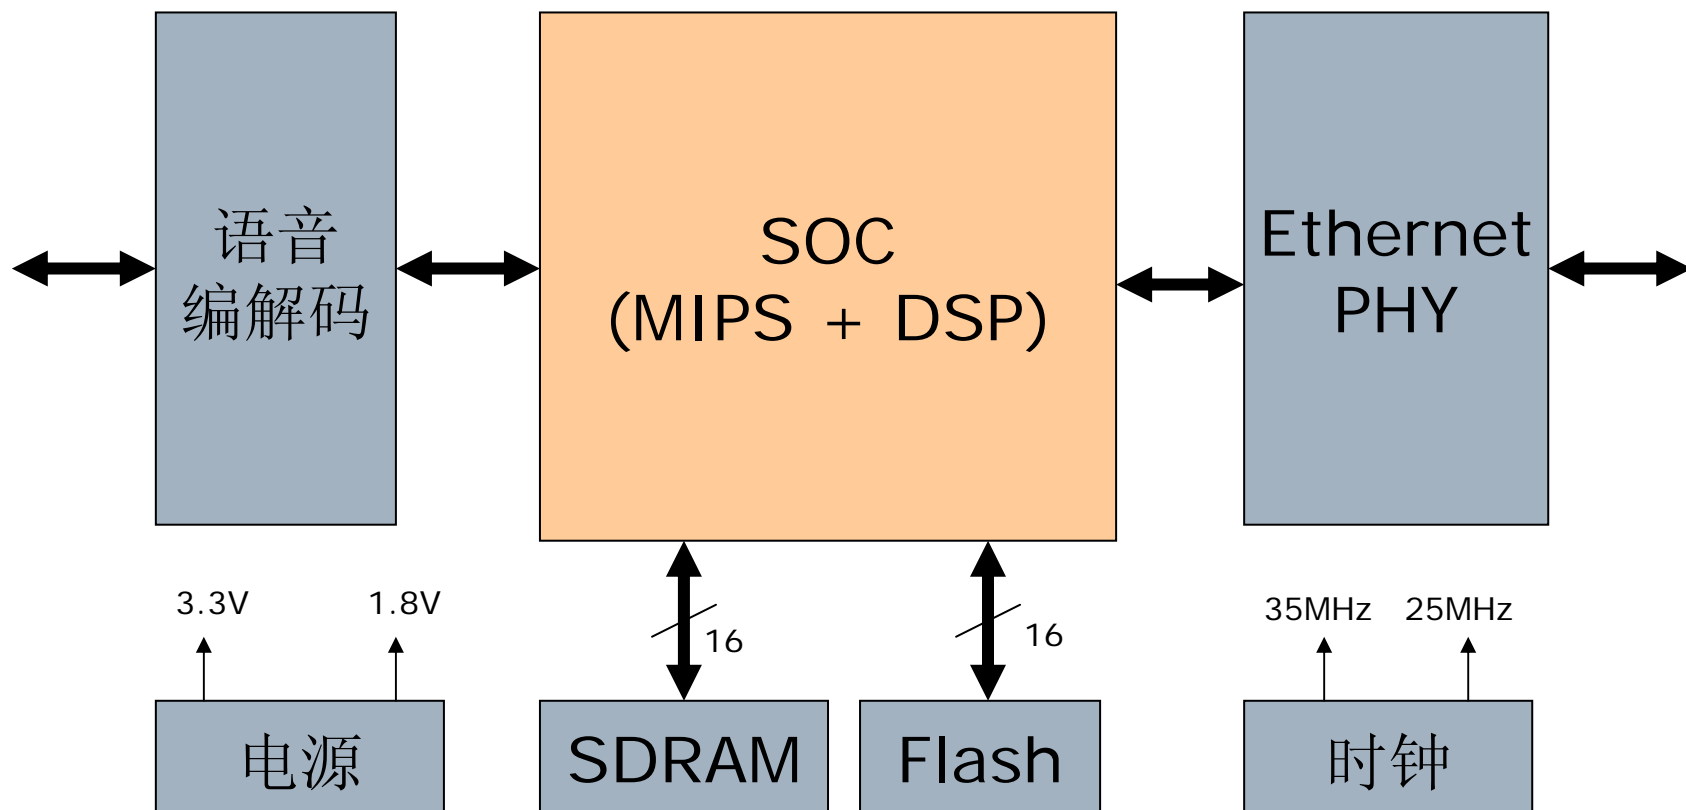 语音
编解码
SOC
(MIPS + DSP)
Ethernet
PHY
3.3V
1.8V
16
16
35MHz
25MHz
电源
SDRAM
Flash
时钟